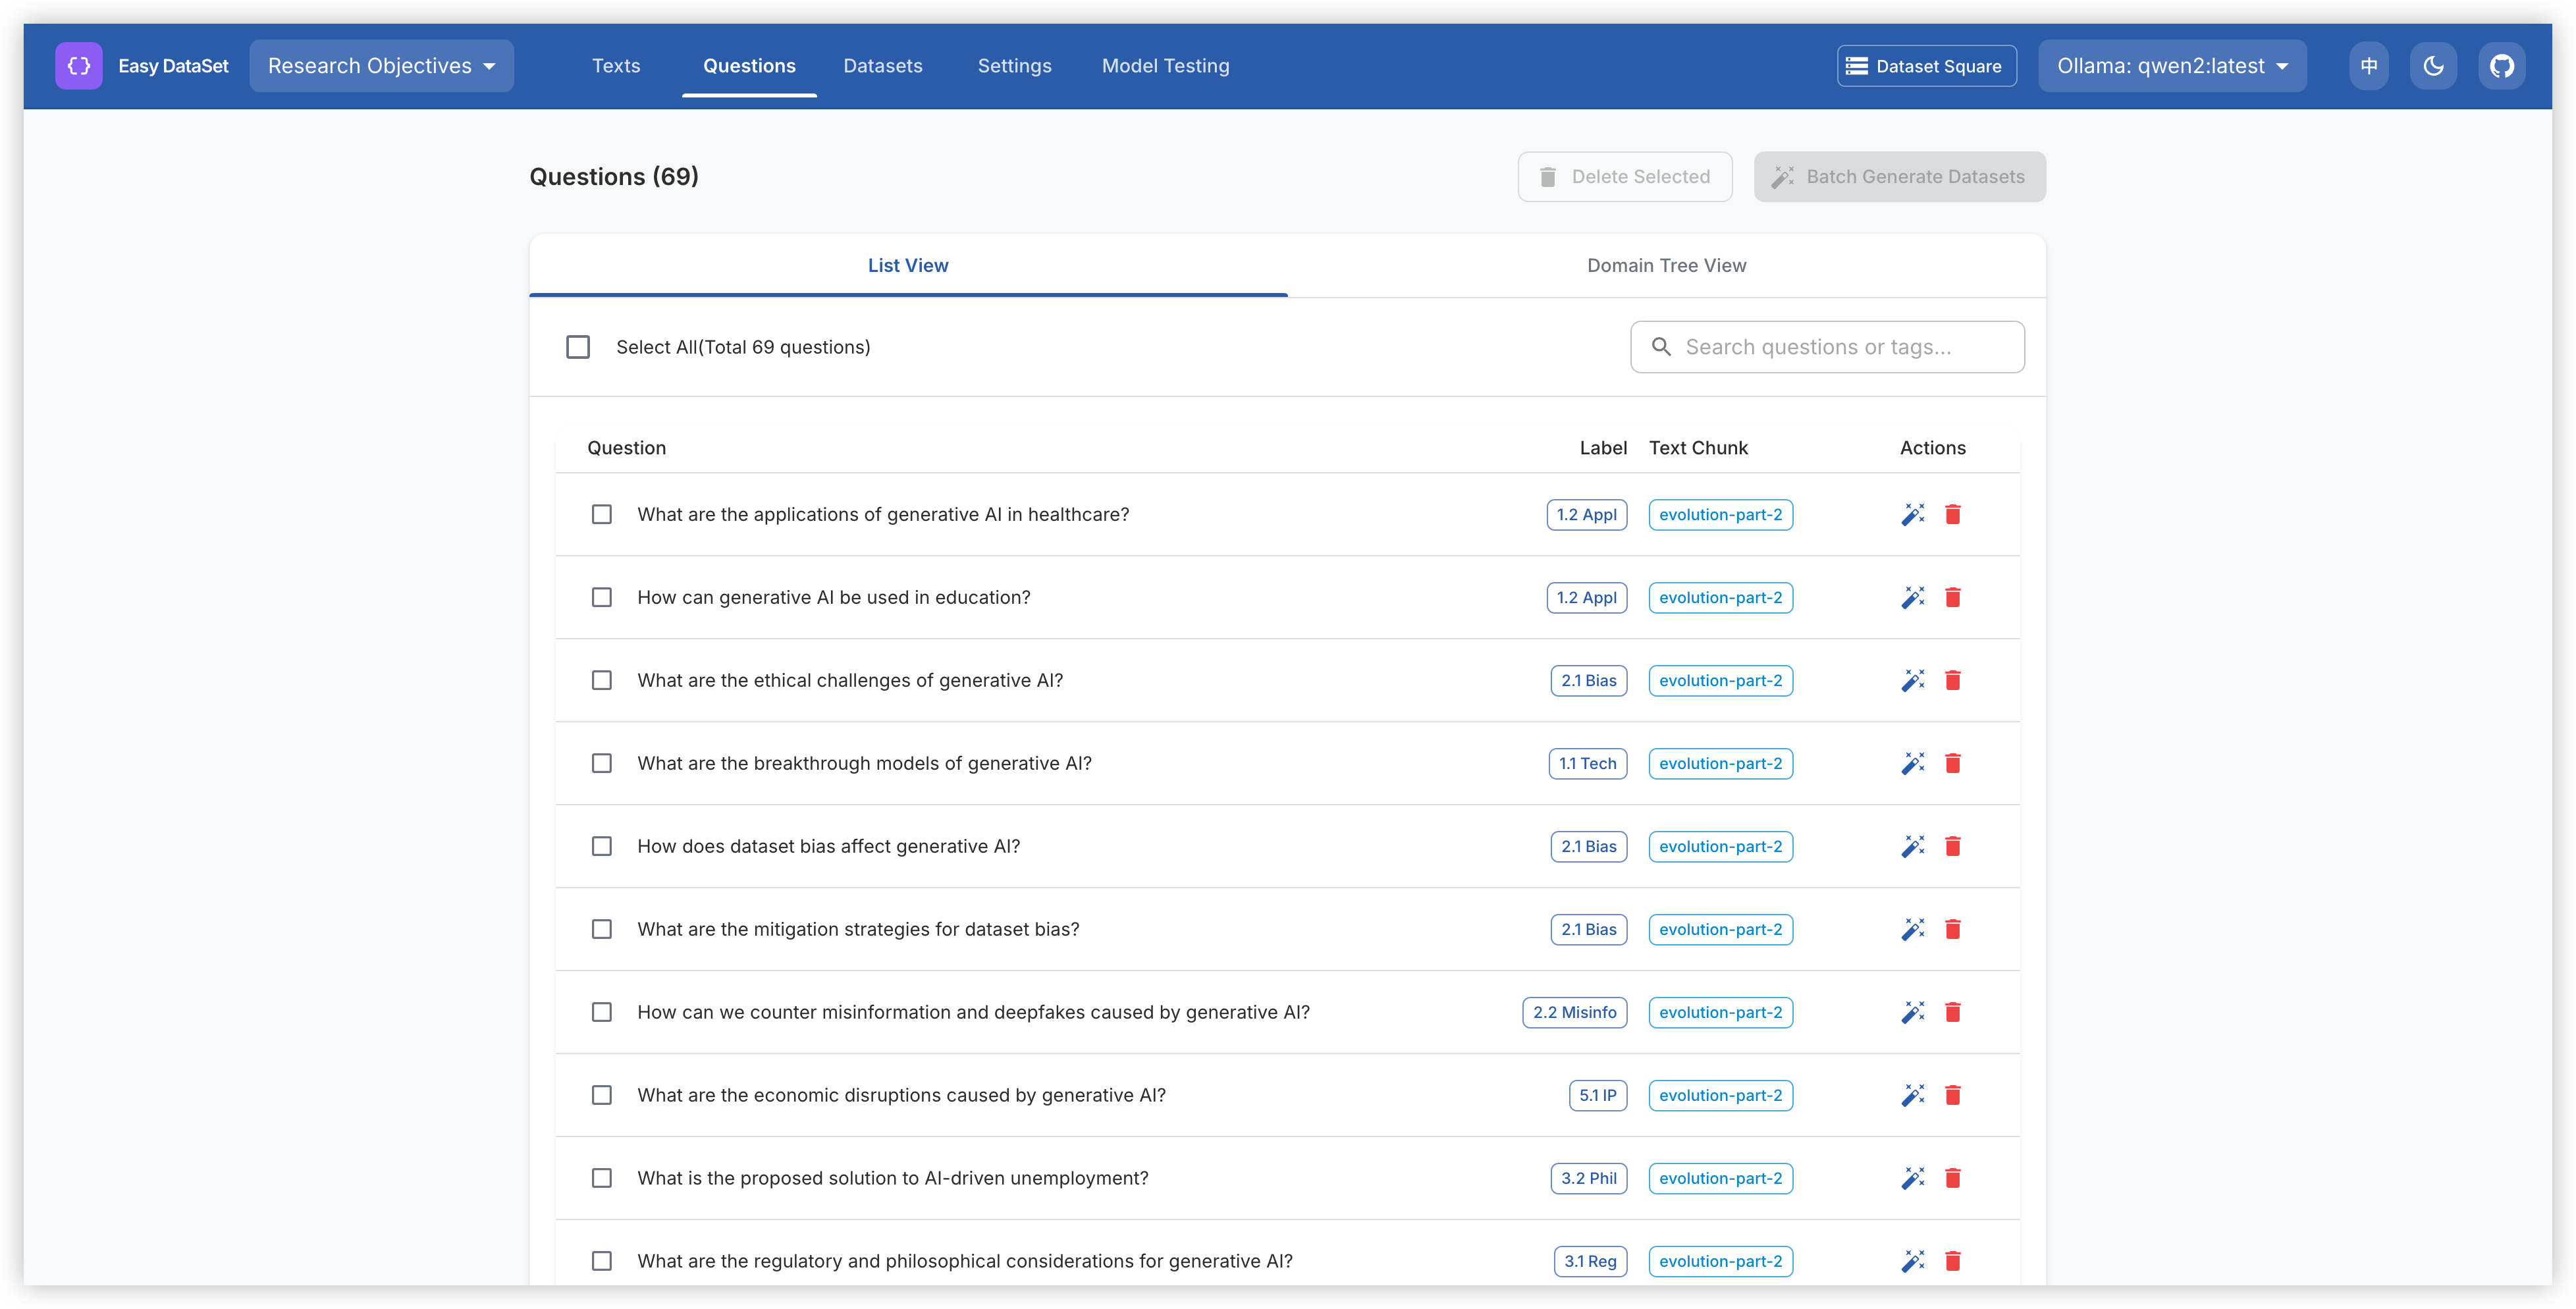 {} Easy DataSet Research Objectives Texts Questions Datasets Settings Model Testing Dataset Square Ollama: qwen2:latest 中
Questions (69) Delete Selected Batch Generate Datasets
List View Domain Tree View
Select All(Total 69 questions) Search questions or tags...
Question Label Text Chunk Actions
What are the applications of generative AI in healthcare? 1.2 Appl evolution-part-2
How can generative AI be used in education? 1.2 Appl evolution-part-2
What are the ethical challenges of generative AI? 2.1 Bias evolution-part-2
What are the breakthrough models of generative AI? 1.1 Tech evolution-part-2
How does dataset bias affect generative AI? 2.1 Bias evolution-part-2
What are the mitigation strategies for dataset bias? 2.1 Bias evolution-part-2
How can we counter misinformation and deepfakes caused by generative AI? 2.2 Misinfo evolution-part-2
What are the economic disruptions caused by generative AI? 5.1 IP evolution-part-2
What is the proposed solution to AI-driven unemployment? 3.2 Phil evolution-part-2
What are the regulatory and philosophical considerations for generative AI? 3.1 Reg evolution-part-2